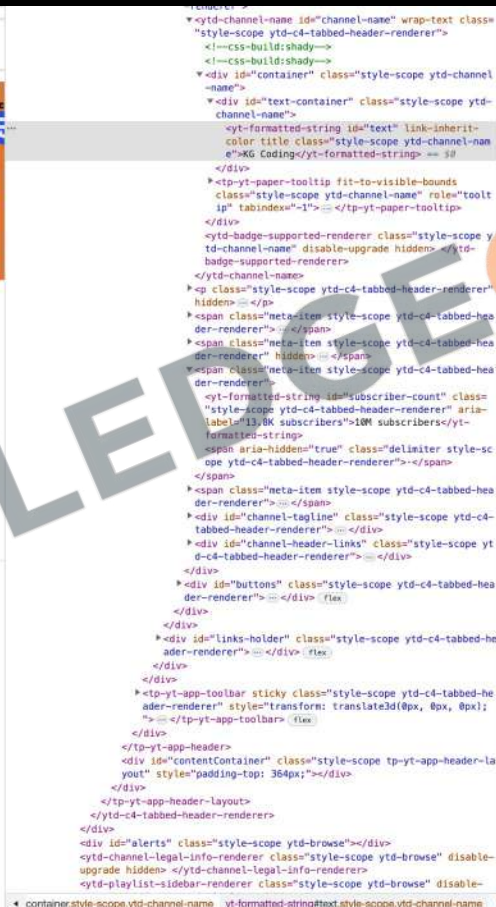 renderer">
▼<ytd-channel-name id="channel-name" wrap-text class=
"style-scope ytd-c4-tabbed-header-renderer">
<!--css-build:shady-->
<!--css-build:shady-->
▼<div id="container" class="style-scope ytd-channel
-name">
▼<div id="text-container" class="style-scope ytd-
channel-name">
<yt-formatted-string id="text" link-inherit-
color title class="style-scope ytd-channel-nam
e">KG Coding</yt-formatted-string> == $0
</div>
▶<tp-yt-paper-tooltip fit-to-visible-bounds
class="style-scope ytd-channel-name" role="toolt
ip" tabindex="-1">…</tp-yt-paper-tooltip>
</div>
<ytd-badge-supported-renderer class="style-scope y
td-channel-name" disable-upgrade hidden> </ytd-
badge-supported-renderer>
</ytd-channel-name>
▶<p class="style-scope ytd-c4-tabbed-header-renderer"
hidden>…</p>
▶<span class="meta-item style-scope ytd-c4-tabbed-hea
der-renderer">…</span>
▶<span class="meta-item style-scope ytd-c4-tabbed-hea
der-renderer" hidden>…</span>
▼<span class="meta-item style-scope ytd-c4-tabbed-hea
der-renderer">
<yt-formatted-string id="subscriber-count" class=
"style-scope ytd-c4-tabbed-header-renderer" aria-
label="13.8K subscribers">10M subscribers</yt-
formatted-string>
<span aria-hidden="true" class="delimiter style-sc
ope ytd-c4-tabbed-header-renderer">‧</span>
</span>
▶<span class="meta-item style-scope ytd-c4-tabbed-hea
der-renderer">…</span>
▶<div id="channel-tagline" class="style-scope ytd-c4-
tabbed-header-renderer">…</div>
▶<div id="channel-header-links" class="style-scope yt
d-c4-tabbed-header-renderer">…</div>
</div>
▶<div id="buttons" class="style-scope ytd-c4-tabbed-hea
der-renderer">…</div> flex
</div>
</div>
▶<div id="links-holder" class="style-scope ytd-c4-tabbed-he
ader-renderer">…</div> flex
</div>
</div>
▶<tp-yt-app-toolbar sticky class="style-scope ytd-c4-tabbed-he
ader-renderer" style="transform: translate3d(0px, 0px, 0px);
">…</tp-yt-app-toolbar> flex
</div>
</tp-yt-app-header>
<div id="contentContainer" class="style-scope tp-yt-app-header-la
yout" style="padding-top: 364px;"></div>
</div>
</tp-yt-app-header-layout>
</ytd-c4-tabbed-header-renderer>
</div>
<div id="alerts" class="style-scope ytd-browse"></div>
<ytd-channel-legal-info-renderer class="style-scope ytd-browse" disable-
upgrade hidden> </ytd-channel-legal-info-renderer>
<ytd-playlist-sidebar-renderer class="style-scope ytd-browse" disable-
container.style-scope.ytd-channel-name yt-formatted-string#text.style-scope.ytd-channel-name
LEDGE